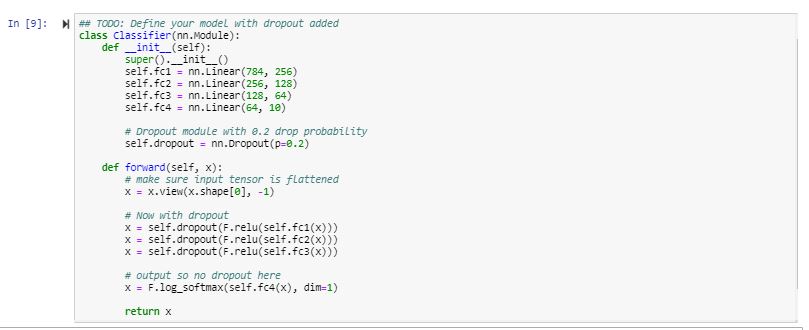 In [9]:
## TODO: Define your model with dropout added
class Classifier(nn.Module):
    def __init__(self):
        super().__init__()
        self.fc1 = nn.Linear(784, 256)
        self.fc2 = nn.Linear(256, 128)
        self.fc3 = nn.Linear(128, 64)
        self.fc4 = nn.Linear(64, 10)

        # Dropout module with 0.2 drop probability
        self.dropout = nn.Dropout(p=0.2)

    def forward(self, x):
        # make sure input tensor is flattened
        x = x.view(x.shape[0], -1)

        # Now with dropout
        x = self.dropout(F.relu(self.fc1(x)))
        x = self.dropout(F.relu(self.fc2(x)))
        x = self.dropout(F.relu(self.fc3(x)))

        # output so no dropout here
        x = F.log_softmax(self.fc4(x), dim=1)

        return x